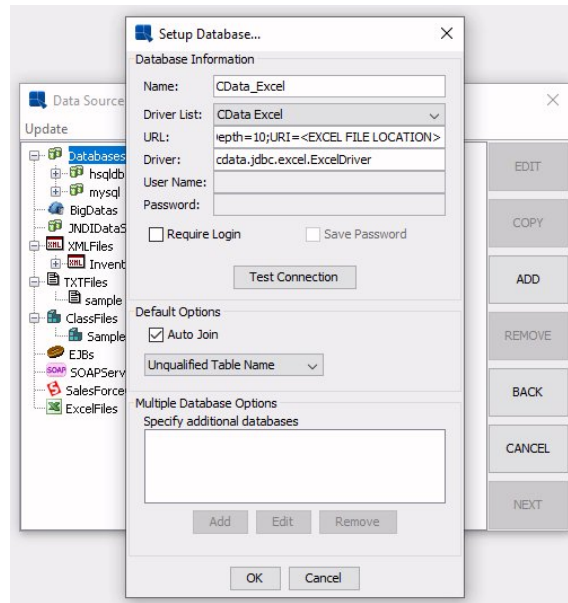 Setup Database...
Database Information
Name: CData_Excel
Driver List: CData Excel
URL: epth=10;URI=<EXCEL FILE LOCATION>
Driver: cdata.jdbc.excel.ExcelDriver
User Name:
Password:
Require Login Save Password
Test Connection
Default Options
Auto Join
Unqualified Table Name
Multiple Database Options
Specify additional databases
Add Edit Remove
OK Cancel
Data Source
Update
Databases
hsqldb
mysql
BigDatas
JNDIDataS
XML XMLFiles
XML Invent
TXTFiles
sample
ClassFiles
Sample
EJBs
SOAP SOAPServ
SalesForce
ExcelFiles
EDIT
COPY
ADD
REMOVE
BACK
CANCEL
NEXT